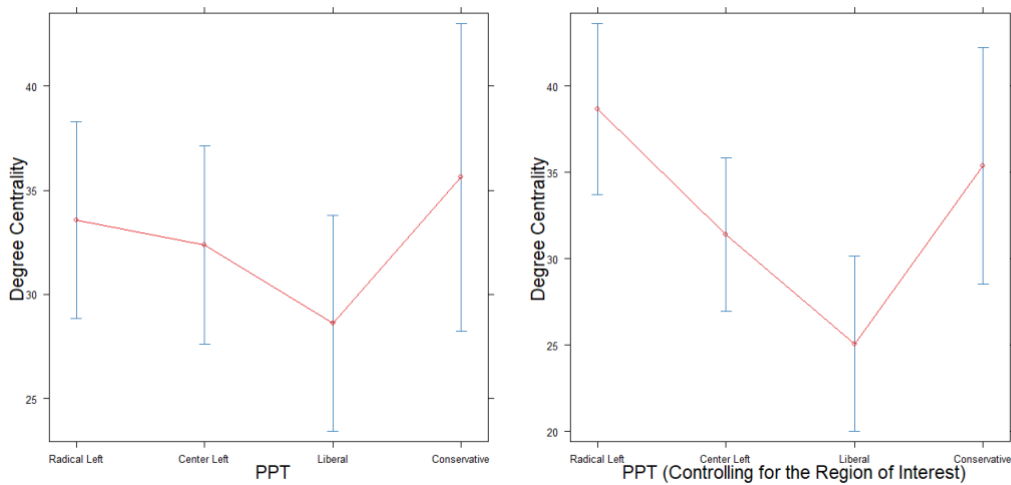 Degree Centrality
40
35
30
25
Radical Left
Center Left
Liberal
Conservative
PPT
Degree Centrality
40
35
30
25
20
Radical Left
Center Left
Liberal
Conservative
PPT (Controlling for the Region of Interest)